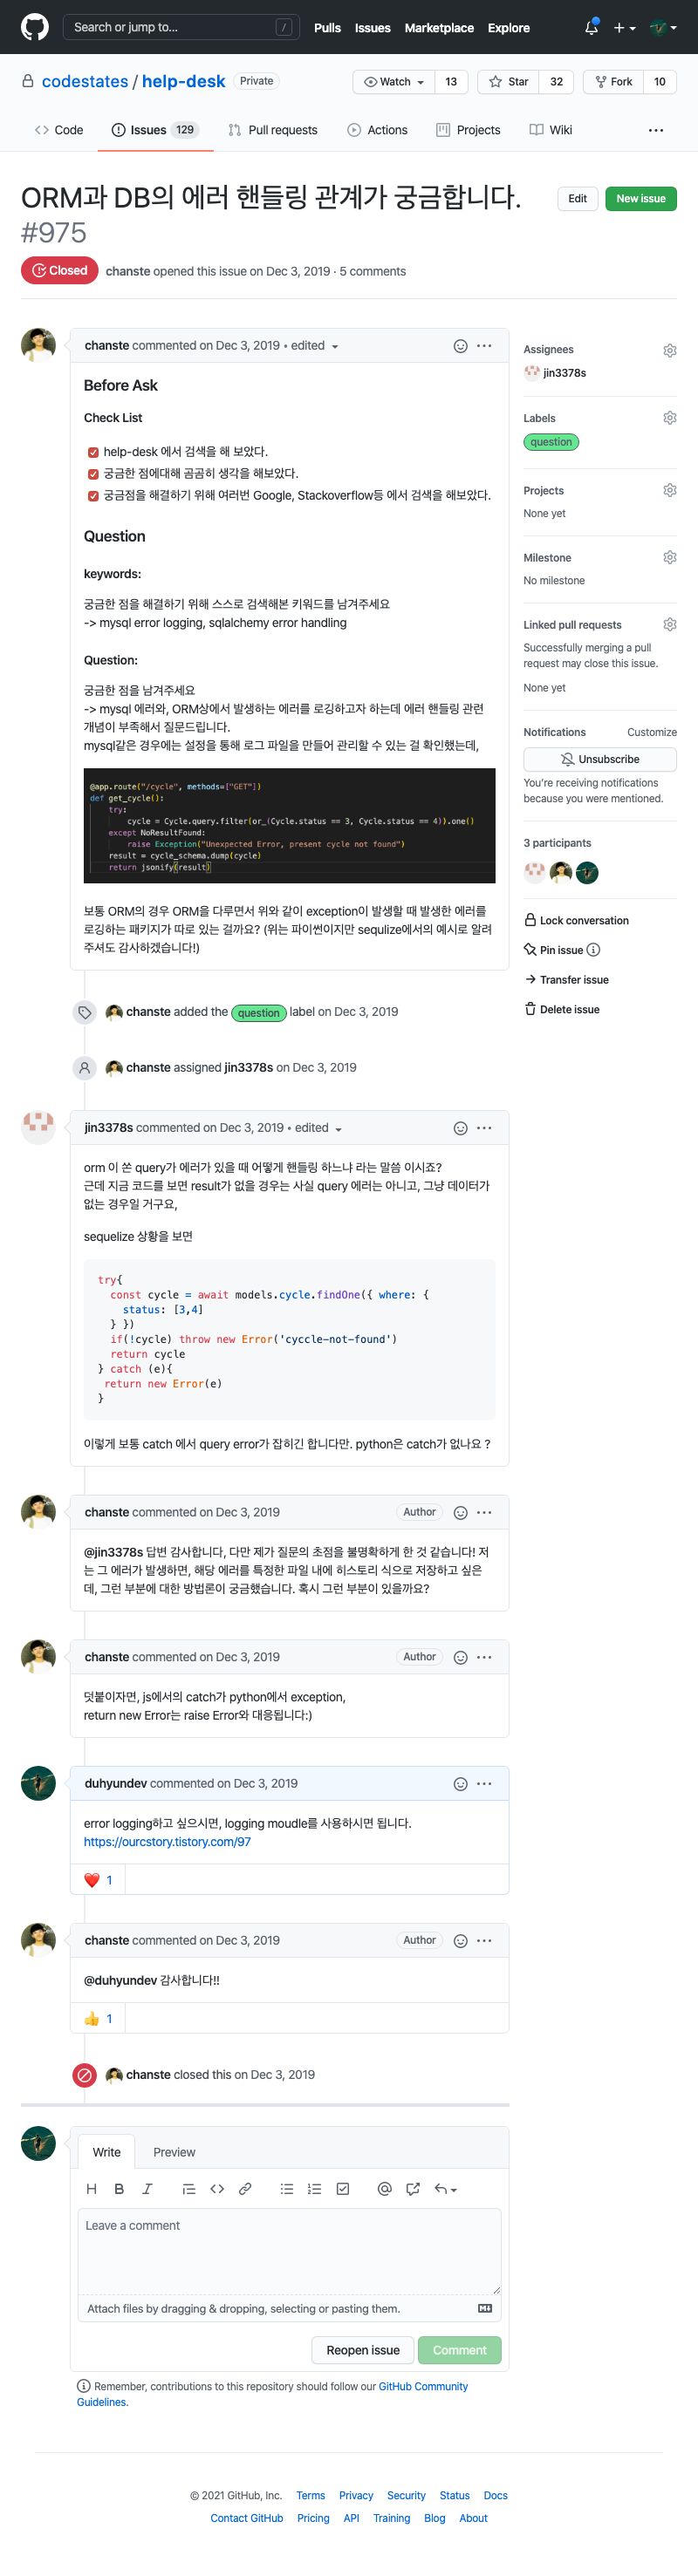 Search or jump to... /
Pulls Issues Marketplace Explore
codestates / help-desk Private
Watch 13 Star 32 Fork 10
Code Issues 129 Pull requests Actions Projects Wiki
ORM과 DB의 에러 핸들링 관계가 궁금합니다.
#975
Edit New issue
Closed chanste opened this issue on Dec 3, 2019 · 5 comments
chanste commented on Dec 3, 2019 • edited
Before Ask
Check List
help-desk 에서 검색을 해 보았다.
궁금한 점에대해 곰곰히 생각을 해보았다.
궁금점을 해결하기 위해 여러번 Google, Stackoverflow등 에서 검색을 해보았다.
Question
keywords:
궁금한 점을 해결하기 위해 스스로 검색해본 키워드를 남겨주세요
-> mysql error logging, sqlalchemy error handling
Question:
궁금한 점을 남겨주세요
-> mysql 에러와, ORM상에서 발생하는 에러를 로깅하고자 하는데 에러 핸들링 관련
개념이 부족해서 질문드립니다.
mysql같은 경우에는 설정을 통해 로그 파일을 만들어 관리할 수 있는 걸 확인했는데,
@app.route("/cycle", methods=["GET"])
def get_cycle():
try:
cycle = Cycle.query.filter(or_(Cycle.status == 3, Cycle.status == 4)).one()
except NoResultFound:
raise Exception("Unexpected Error, present cycle not found")
result = cycle_schema.dump(cycle)
return jsonify(result)
보통 ORM의 경우 ORM을 다루면서 위와 같이 exception이 발생할 때 발생한 에러를
로깅하는 패키지가 따로 있는 걸까요? (위는 파이썬이지만 sequlize에서의 예시로 알려
주셔도 감사하겠습니다!)
chanste added the question label on Dec 3, 2019
chanste assigned jin3378s on Dec 3, 2019
jin3378s commented on Dec 3, 2019 • edited
orm 이 쏜 query가 에러가 있을 때 어떻게 핸들링 하느냐 라는 말씀 이시죠?
근데 지금 코드를 보면 result가 없을 경우는 사실 query 에러는 아니고, 그냥 데이터가
없는 경우일 거구요,
sequelize 상황을 보면
try{
const cycle = await models.cycle.findOne({ where: {
status: [3,4]
} })
if(!cycle) throw new Error('cyccle-not-found')
return cycle
} catch (e){
return new Error(e)
}
이렇게 보통 catch 에서 query error가 잡히긴 합니다만. python은 catch가 없나요 ?
chanste commented on Dec 3, 2019 Author
@jin3378s 답변 감사합니다, 다만 제가 질문의 초점을 불명확하게 한 것 같습니다! 저
는 그 에러가 발생하면, 해당 에러를 특정한 파일 내에 히스토리 식으로 저장하고 싶은
데, 그런 부분에 대한 방법론이 궁금했습니다. 혹시 그런 부분이 있을까요?
chanste commented on Dec 3, 2019 Author
덧붙이자면, js에서의 catch가 python에서 exception,
return new Error는 raise Error와 대응됩니다:)
duhyundev commented on Dec 3, 2019
error logging하고 싶으시면, logging moudle를 사용하시면 됩니다.
https://ourcstory.tistory.com/97
1
chanste commented on Dec 3, 2019 Author
@duhyundev 감사합니다!!
1
chanste closed this on Dec 3, 2019
Write Preview
Leave a comment
Attach files by dragging & dropping, selecting or pasting them.
Reopen issue Comment
Remember, contributions to this repository should follow our GitHub Community
Guidelines.
Assignees
jin3378s
Labels
question
Projects
None yet
Milestone
No milestone
Linked pull requests
Successfully merging a pull
request may close this issue.
None yet
Notifications Customize
Unsubscribe
You're receiving notifications
because you were mentioned.
3 participants
Lock conversation
Pin issue
Transfer issue
Delete issue
© 2021 GitHub, Inc. Terms Privacy Security Status Docs
Contact GitHub Pricing API Training Blog About